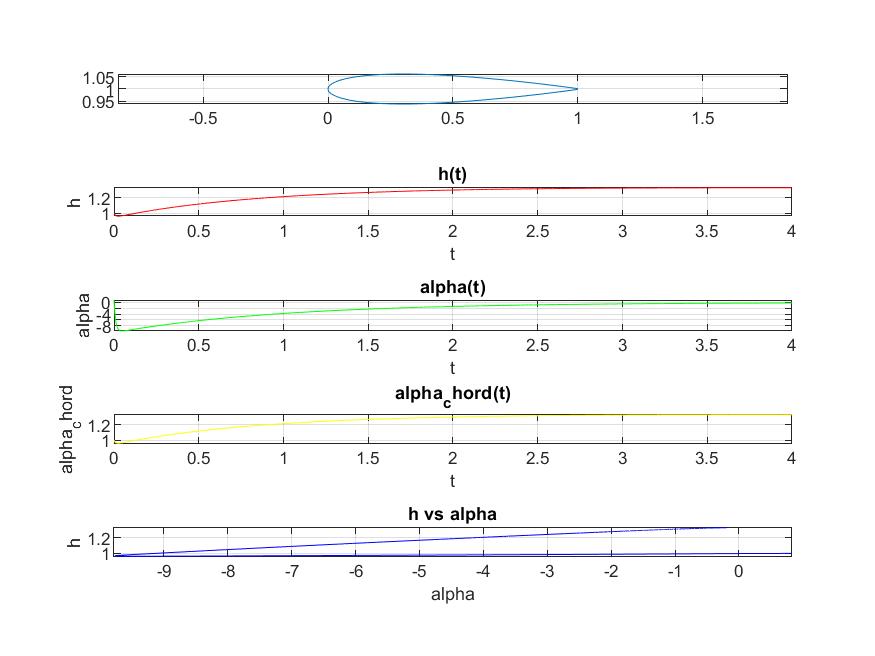 1.05
1
0.95
-0.5 0 0.5 1 1.5
h(t)
h
1.2
1
0 0.5 1 1.5 2 2.5 3 3.5 4
t
alpha(t)
alpha
0
-4
-8
0 0.5 1 1.5 2 2.5 3 3.5 4
t
alpha_chord(t)
alpha_chord
1.2
1
0 0.5 1 1.5 2 2.5 3 3.5 4
t
h vs alpha
h
1.2
1
-9 -8 -7 -6 -5 -4 -3 -2 -1 0
alpha